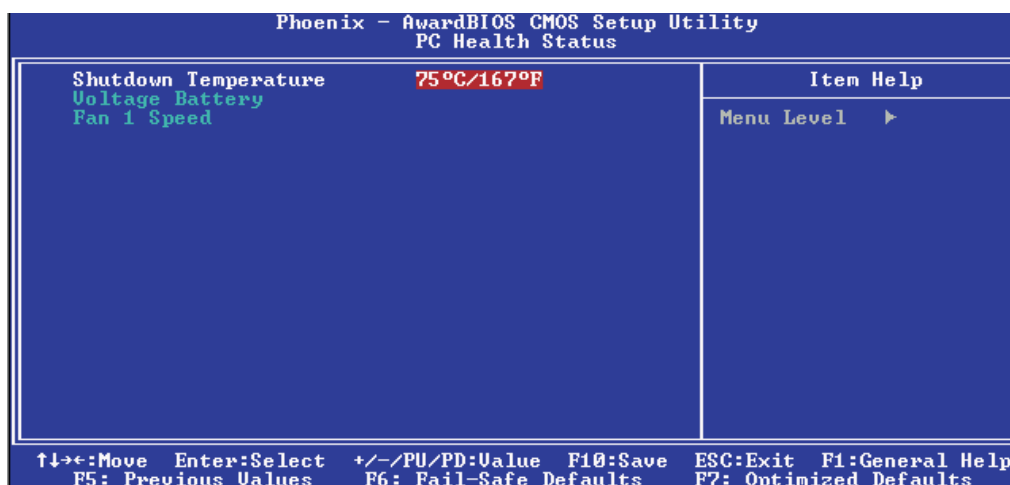 Phoenix - AwardBIOS CMOS Setup Utility
PC Health Status
Shutdown Temperature 75ºC/167ºF
Voltage Battery
Fan 1 Speed
Item Help
Menu Level ►
↑↓→←:Move Enter:Select +/-/PU/PD:Value F10:Save ESC:Exit F1:General Help
F5: Previous Values F6: Fail-Safe Defaults F7: Optimized Defaults